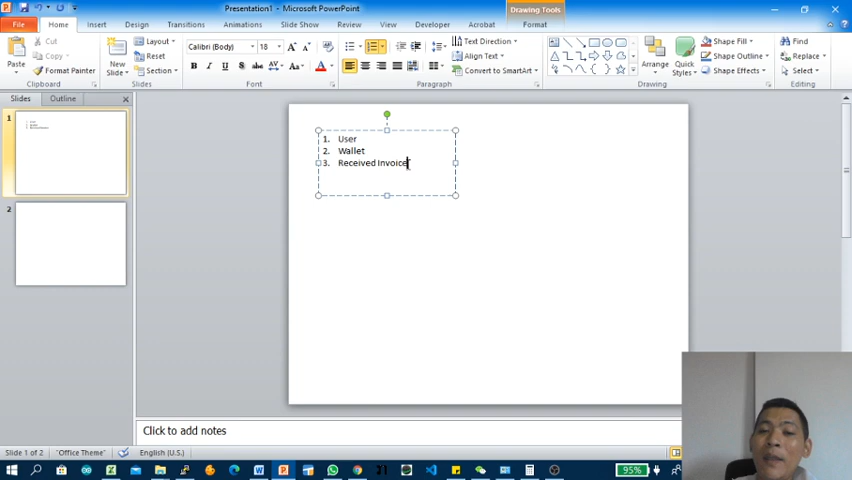 Presentation1 - Microsoft PowerPoint
Drawing Tools
File Home Insert Design Transitions Animations Slide Show Review View Developer Acrobat Format
Paste
Cut
Copy
Format Painter
Clipboard
New Slide
Layout
Reset
Section
Slides
Calibri (Body) 18
B I U S abc AV Aa A
Font
Text Direction
Align Text
Convert to SmartArt
Paragraph
Arrange
Quick Styles
Shape Fill
Shape Outline
Shape Effects
Drawing
Find
Replace
Select
Editing
Slides Outline
1
2
1. User
2. Wallet
3. Received Invoice
Click to add notes
Slide 1 of 2 "Office Theme" English (U.S.)
95%